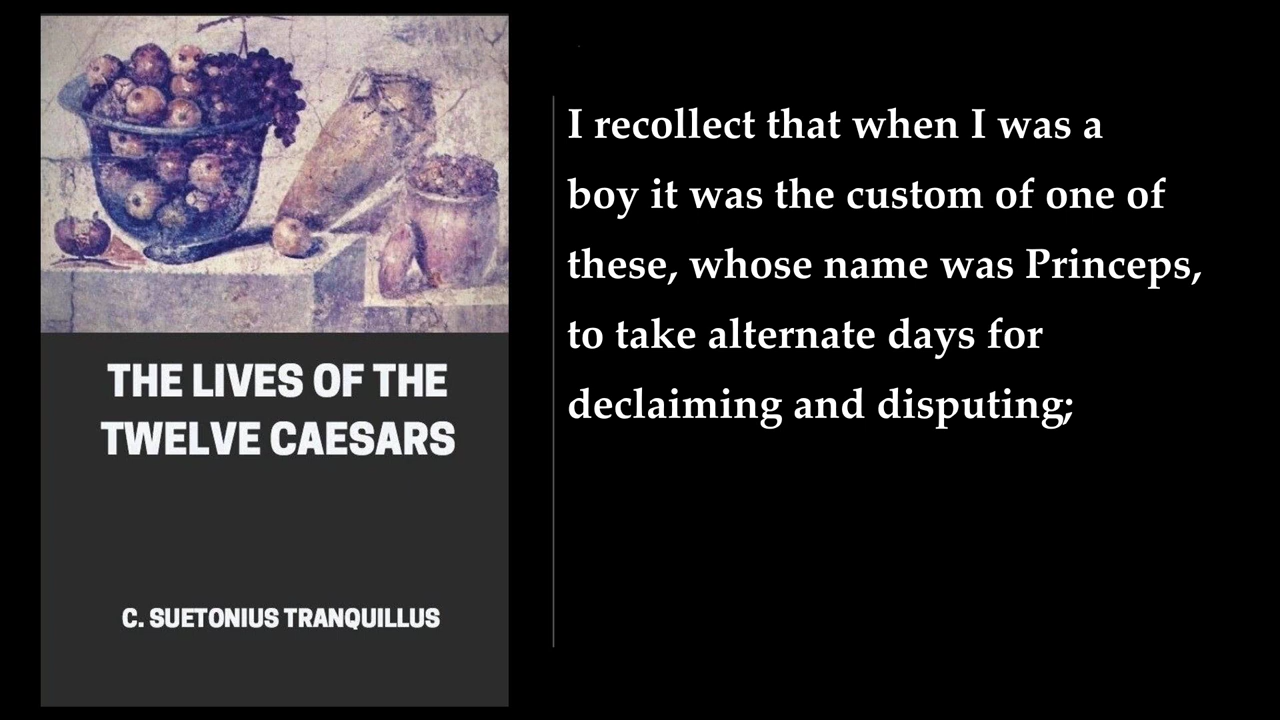 THE LIVES OF THE
TWELVE CAESARS
C. SUETONIUS TRANQUILLUS
I recollect that when I was a
boy it was the custom of one of
these, whose name was Princeps,
to take alternate days for
declaiming and disputing;